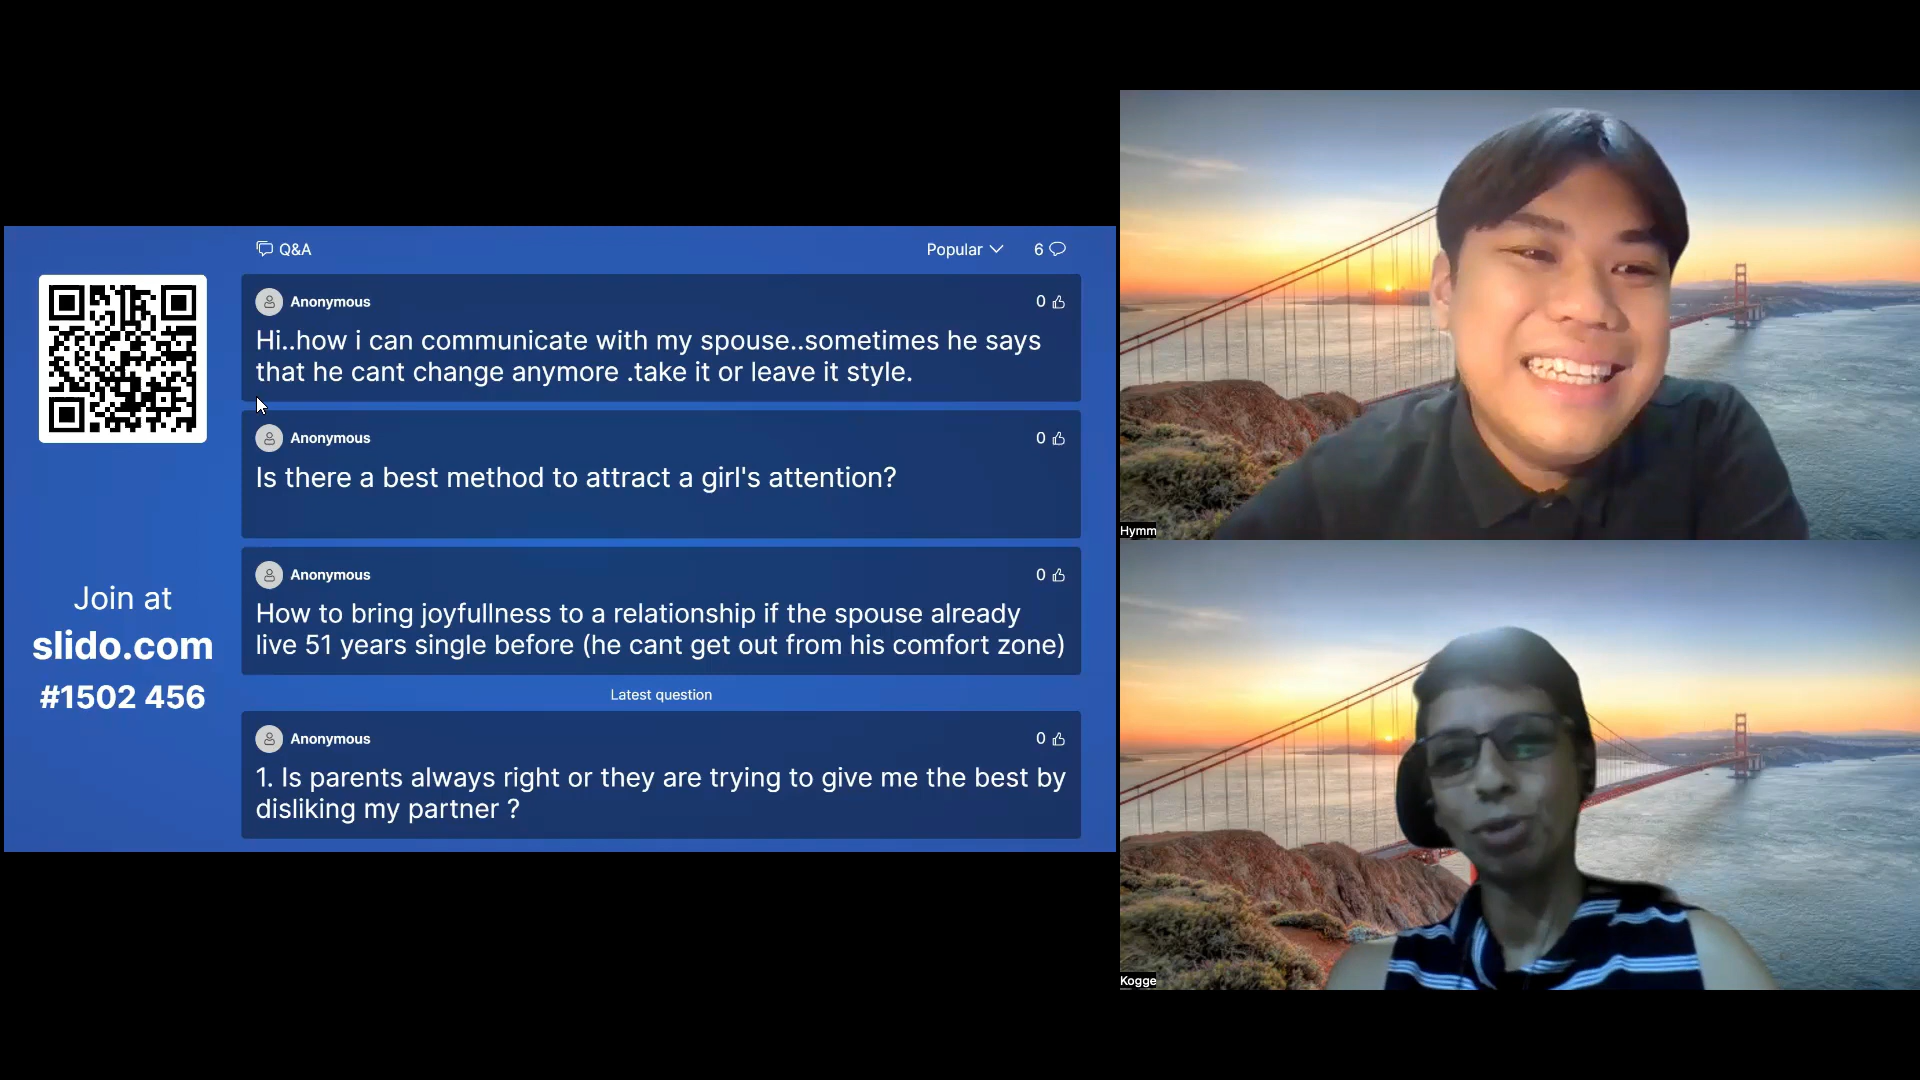 Q&A
Popular
6
Anonymous
0
Hi..how i can communicate with my spouse..sometimes he says
that he cant change anymore .take it or leave it style.
Anonymous
0
Is there a best method to attract a girl's attention?
Anonymous
0
How to bring joyfullness to a relationship if the spouse already
live 51 years single before (he cant get out from his comfort zone)
Latest question
Anonymous
0
1. Is parents always right or they are trying to give me the best by
disliking my partner ?
Join at
slido.com
#1502 456
Hymm
Kogge